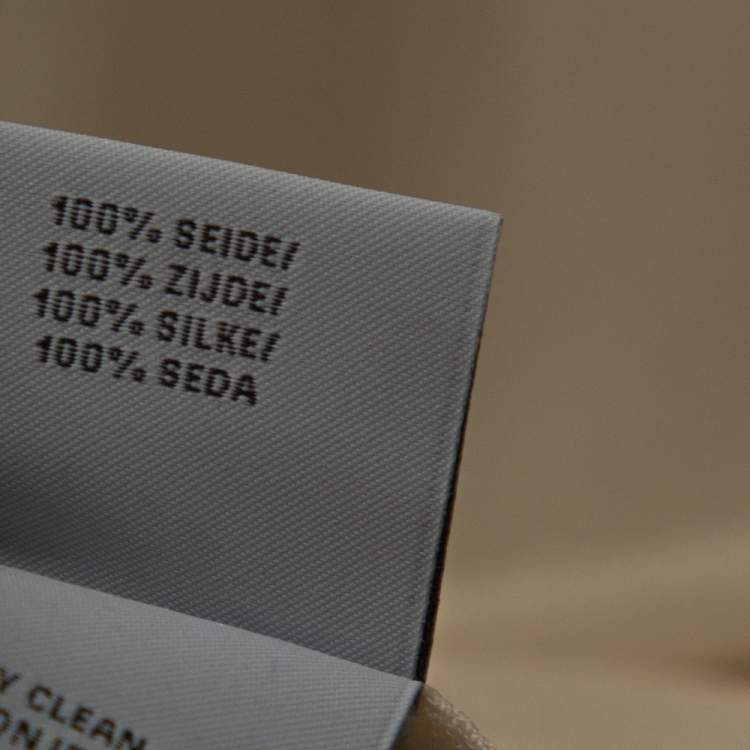 100% SEIDE/
100% ZIJDE/
100% SILKE/
100% SEDA
CLEAN